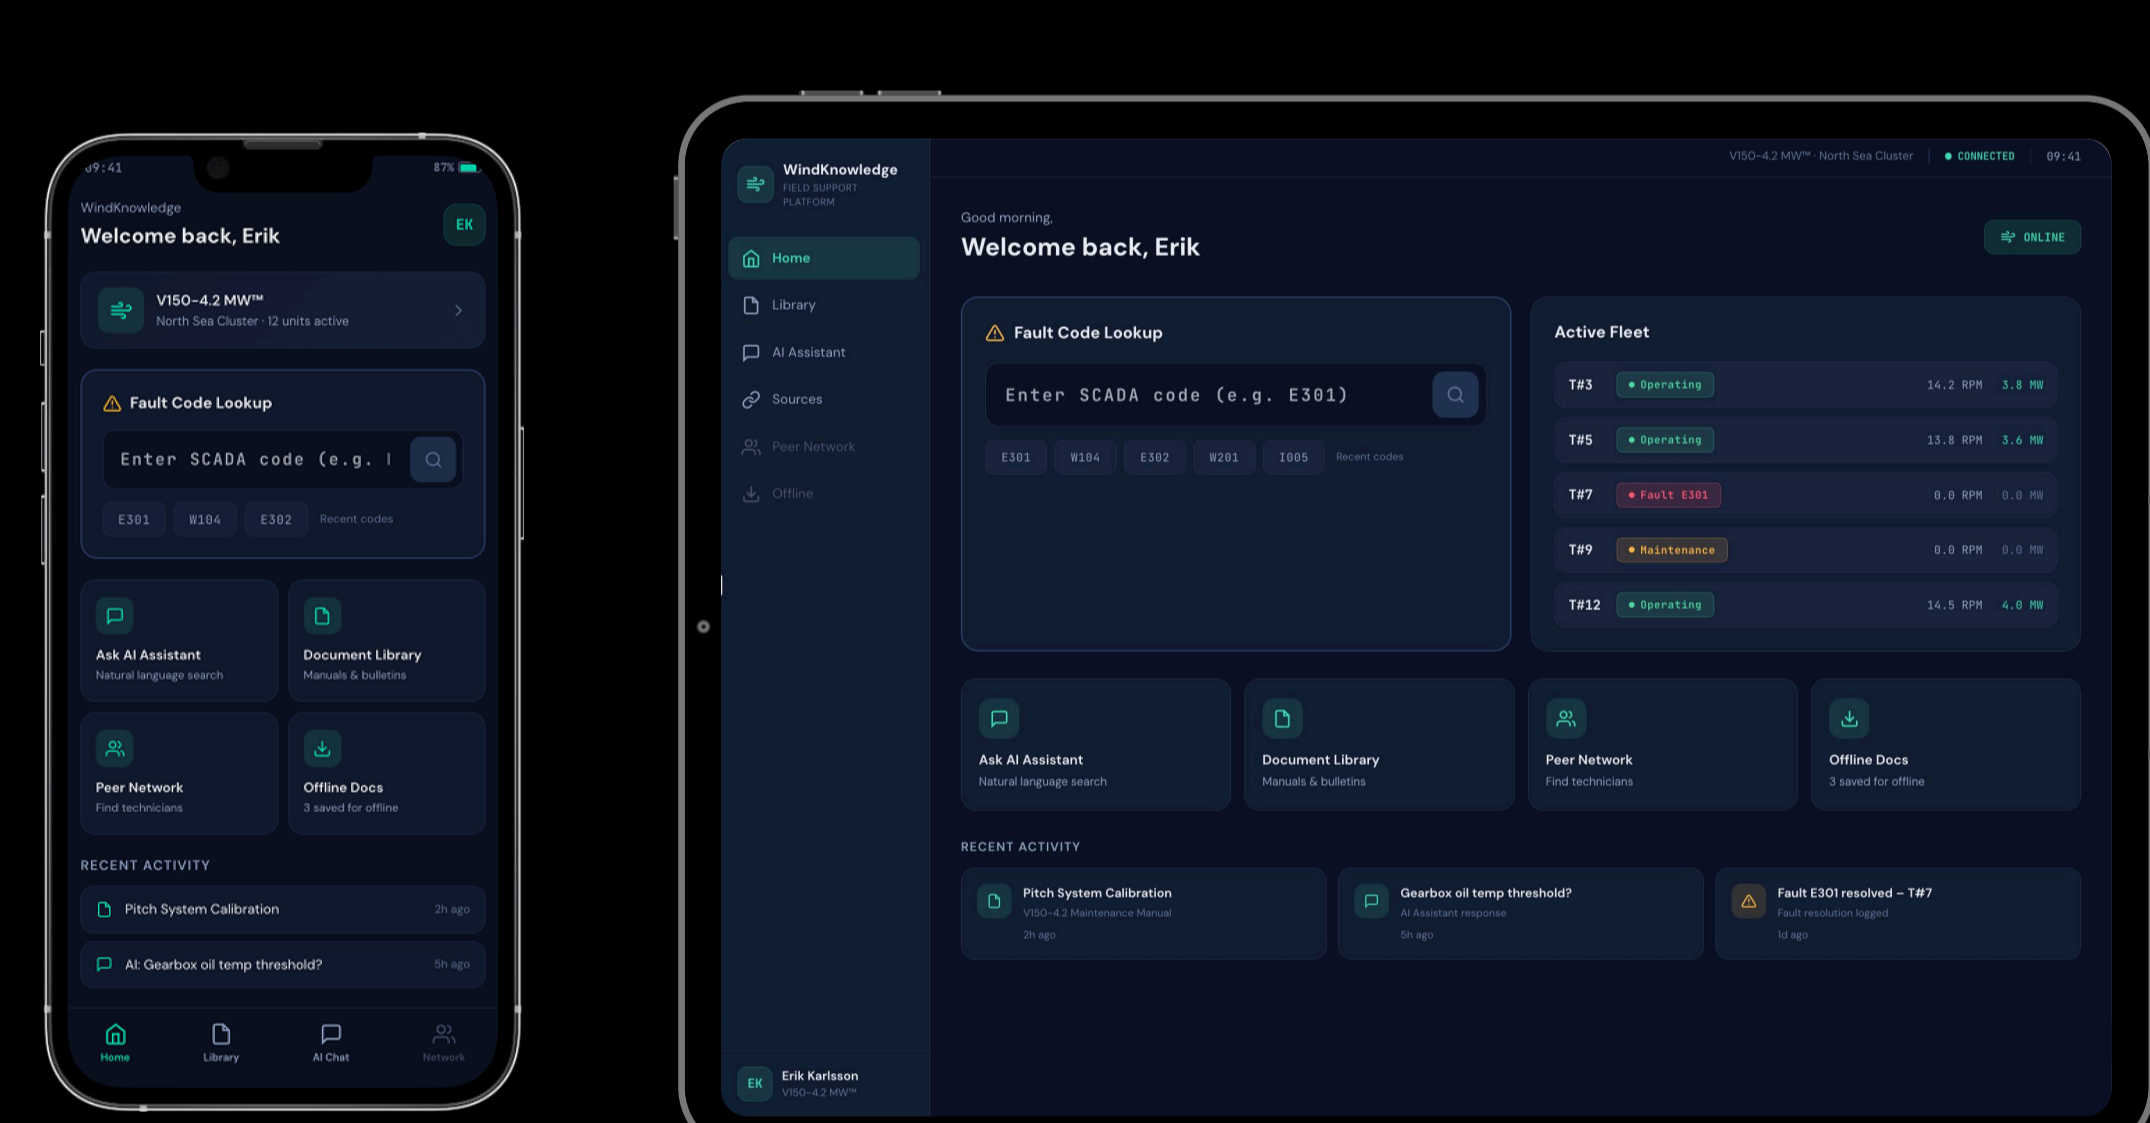 09:41
87%
WindKnowledge
Welcome back, Erik
EK
V150-4.2 MW™
North Sea Cluster · 12 units active
Fault Code Lookup
Enter SCADA code (e.g.
E301
W104
E302
Recent codes
Ask AI Assistant
Natural language search
Document Library
Manuals & bulletins
Peer Network
Find technicians
Offline Docs
3 saved for offline
RECENT ACTIVITY
Pitch System Calibration
2h ago
AI: Gearbox oil temp threshold?
5h ago
Home
Library
AI Chat
Network
WindKnowledge
FIELD SUPPORT
PLATFORM
Home
Library
AI Assistant
Sources
Peer Network
Offline
EK
Erik Karlsson
V150-4.2 MW™
V150-4.2 MW™ · North Sea Cluster
CONNECTED
09:41
Good morning,
Welcome back, Erik
ONLINE
Fault Code Lookup
Enter SCADA code (e.g. E301)
E301
W104
E302
W201
I005
Recent codes
Active Fleet
T#3 Operating 14.2 RPM 3.8 MW
T#5 Operating 13.8 RPM 3.6 MW
T#7 Fault E301 0.0 RPM 0.0 MW
T#9 Maintenance 0.0 RPM 0.0 MW
T#12 Operating 14.5 RPM 4.0 MW
Ask AI Assistant
Natural language search
Document Library
Manuals & bulletins
Peer Network
Find technicians
Offline Docs
3 saved for offline
RECENT ACTIVITY
Pitch System Calibration
V150-4.2 Maintenance Manual
2h ago
Gearbox oil temp threshold?
AI Assistant response
5h ago
Fault E301 resolved – T#7
Fault resolution logged
1d ago